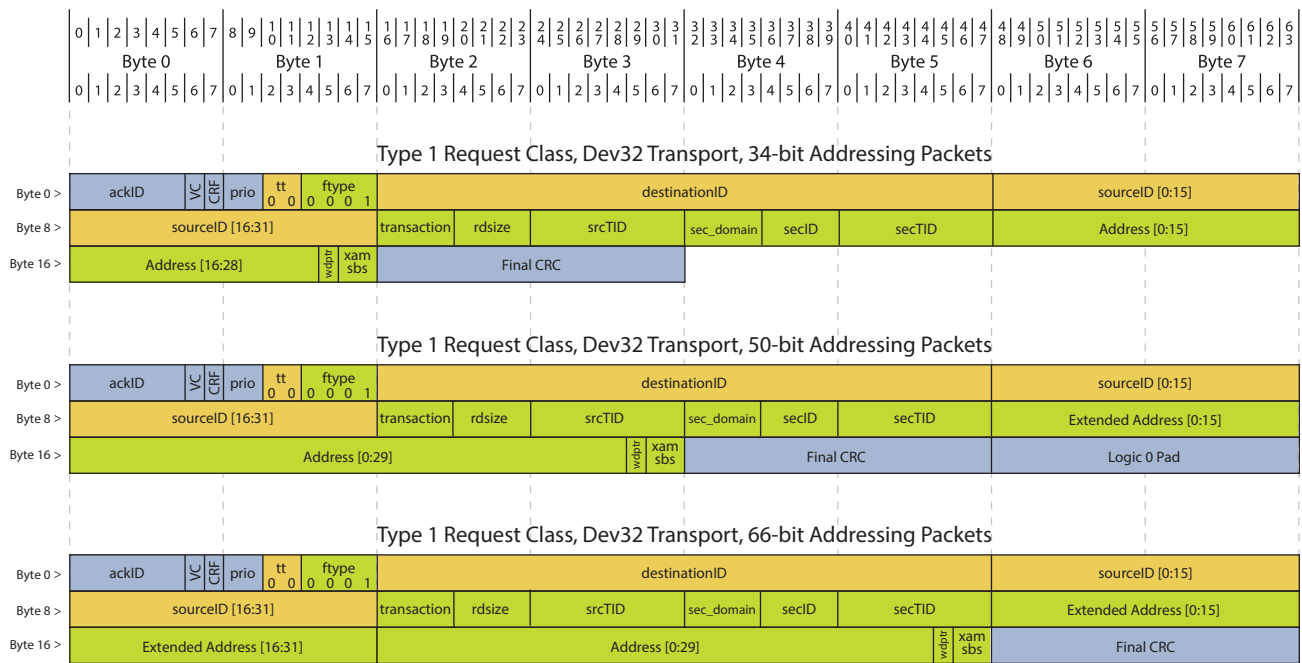 0 1 2 3 4 5 6 7 8 9 10 11 12 13 14 15 16 17 18 19 20 21 22 23 24 25 26 27 28 29 30 31 32 33 34 35 36 37 38 39 40 41 42 43 44 45 46 47 48 49 50 51 52 53 54 55 56 57 58 59 60 61 62 63
Byte 0 Byte 1 Byte 2 Byte 3 Byte 4 Byte 5 Byte 6 Byte 7
0 1 2 3 4 5 6 7 0 1 2 3 4 5 6 7 0 1 2 3 4 5 6 7 0 1 2 3 4 5 6 7 0 1 2 3 4 5 6 7 0 1 2 3 4 5 6 7 0 1 2 3 4 5 6 7 0 1 2 3 4 5 6 7
Type 1 Request Class, Dev32 Transport, 34-bit Addressing Packets
Byte 0 > ackID VC CRF prio tt 0 0 ftype 0 0 0 1 destinationID sourceID [0:15]
Byte 8 > sourceID [16:31] transaction rdsize srcTID sec_domain secID secTID Address [0:15]
Byte 16 > Address [16:28] wdptr xam sbs Final CRC
Type 1 Request Class, Dev32 Transport, 50-bit Addressing Packets
Byte 0 > ackID VC CRF prio tt 0 0 ftype 0 0 0 1 destinationID sourceID [0:15]
Byte 8 > sourceID [16:31] transaction rdsize srcTID sec_domain secID secTID Extended Address [0:15]
Byte 16 > Address [0:29] wdptr xam sbs Final CRC Logic 0 Pad
Type 1 Request Class, Dev32 Transport, 66-bit Addressing Packets
Byte 0 > ackID VC CRF prio tt 0 0 ftype 0 0 0 1 destinationID sourceID [0:15]
Byte 8 > sourceID [16:31] transaction rdsize srcTID sec_domain secID secTID Extended Address [0:15]
Byte 16 > Extended Address [16:31] Address [0:29] wdptr xam sbs Final CRC